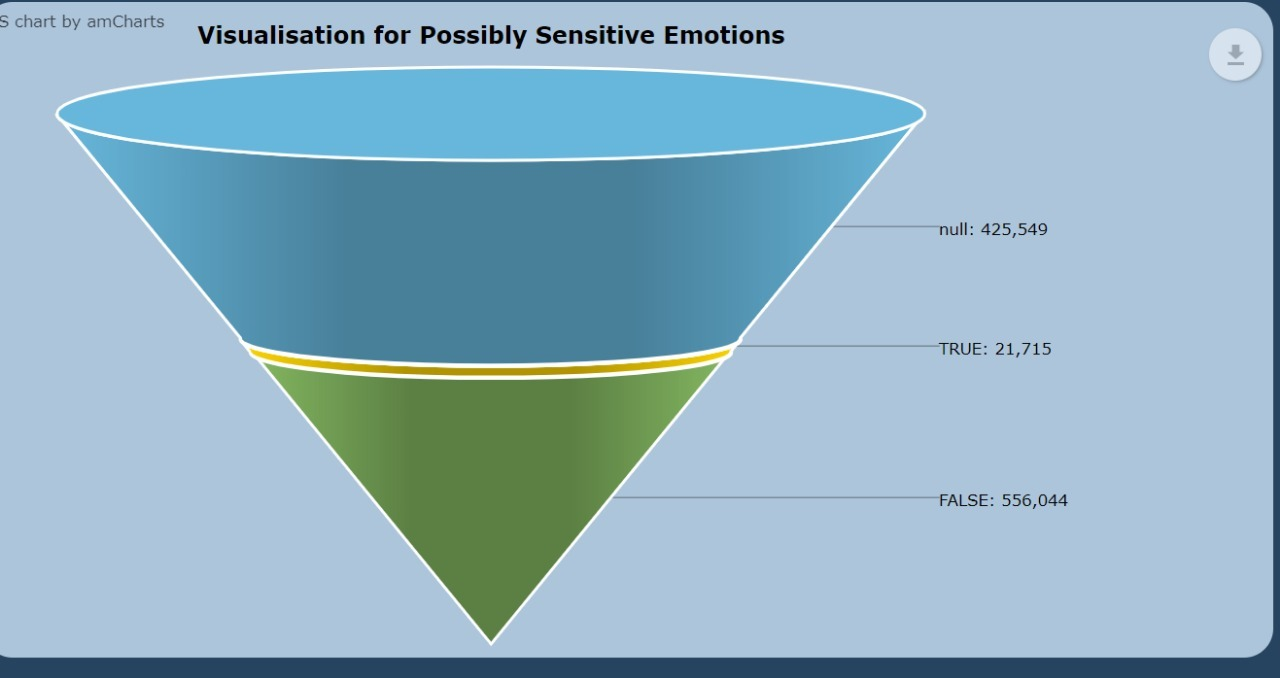 S chart by amCharts
Visualisation for Possibly Sensitive Emotions
null: 425,549
TRUE: 21,715
FALSE: 556,044